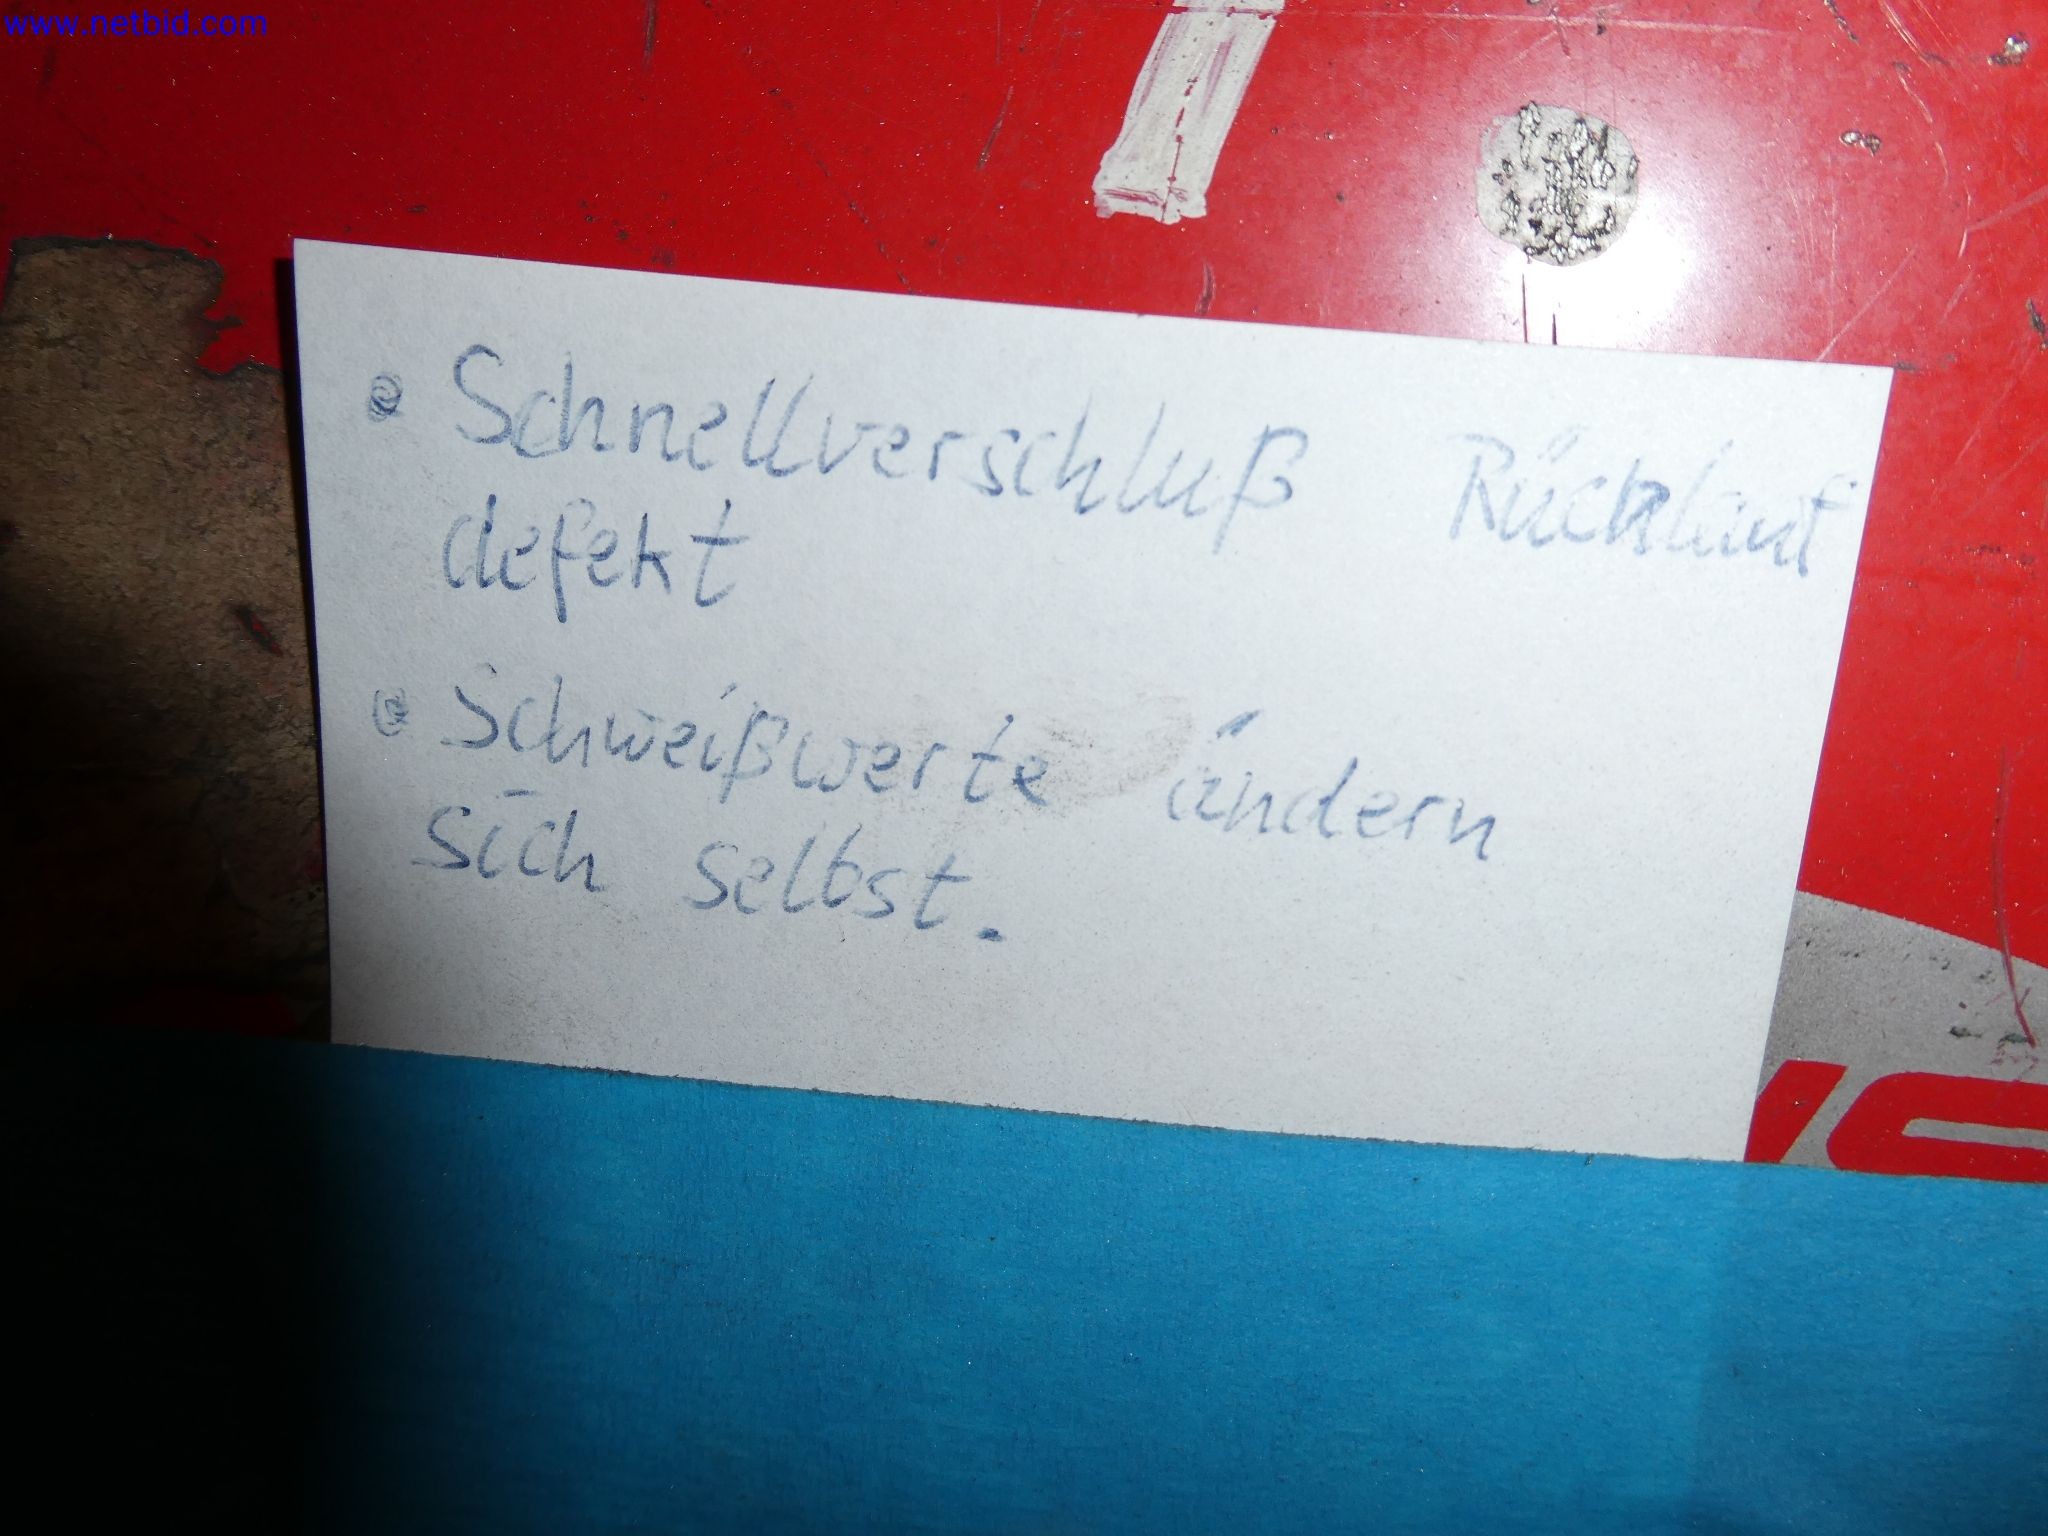 www.netbid.com
• Schnellverschluß Rücklauf
defekt
• Schweißwerte ändern
sich selbst.